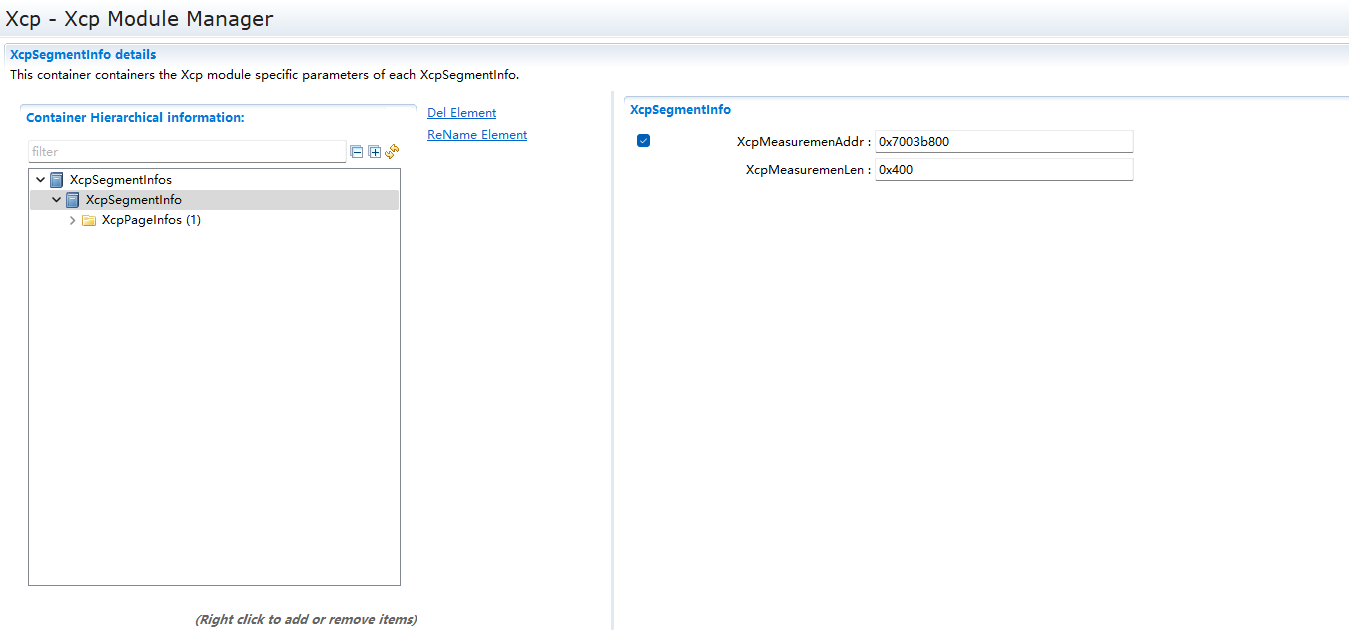 Xcp - Xcp Module Manager
XcpSegmentInfo details
This container containers the Xcp module specific parameters of each XcpSegmentInfo.
Container Hierarchical information:
filter
XcpSegmentInfos
XcpSegmentInfo
XcpPageInfos (1)
(Right click to add or remove items)
Del Element
ReName Element
XcpSegmentInfo
XcpMeasuremenAddr : 0x7003b800
XcpMeasuremenLen : 0x400